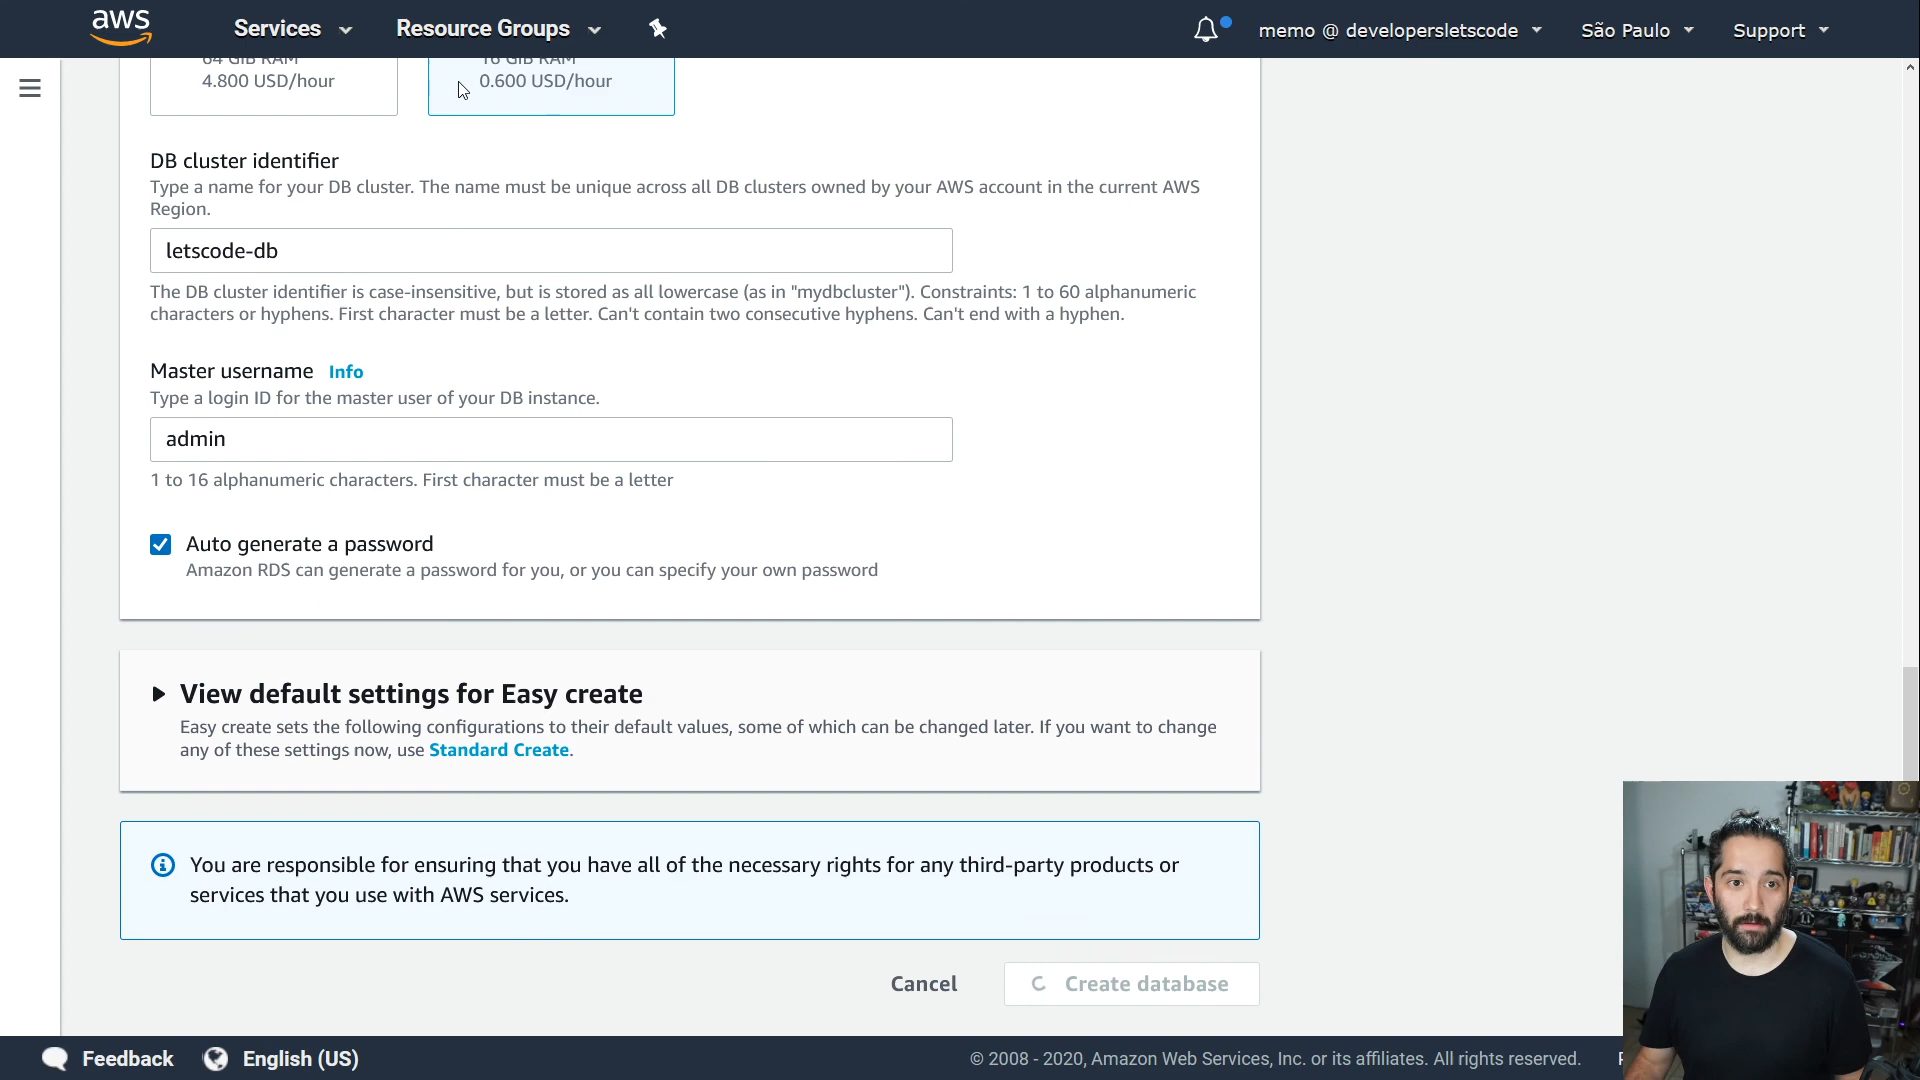 aws Services Resource Groups memo @ developersletscode São Paulo Support
64 GiB RAM
4.800 USD/hour
16 GiB RAM
0.600 USD/hour
DB cluster identifier
Type a name for your DB cluster. The name must be unique across all DB clusters owned by your AWS account in the current AWS
Region.
letscode-db
The DB cluster identifier is case-insensitive, but is stored as all lowercase (as in "mydbcluster"). Constraints: 1 to 60 alphanumeric
characters or hyphens. First character must be a letter. Can't contain two consecutive hyphens. Can't end with a hyphen.
Master username Info
Type a login ID for the master user of your DB instance.
admin
1 to 16 alphanumeric characters. First character must be a letter
Auto generate a password
Amazon RDS can generate a password for you, or you can specify your own password
View default settings for Easy create
Easy create sets the following configurations to their default values, some of which can be changed later. If you want to change
any of these settings now, use Standard Create.
You are responsible for ensuring that you have all of the necessary rights for any third-party products or
services that you use with AWS services.
Cancel Create database
Feedback English (US) © 2008 - 2020, Amazon Web Services, Inc. or its affiliates. All rights reserved.